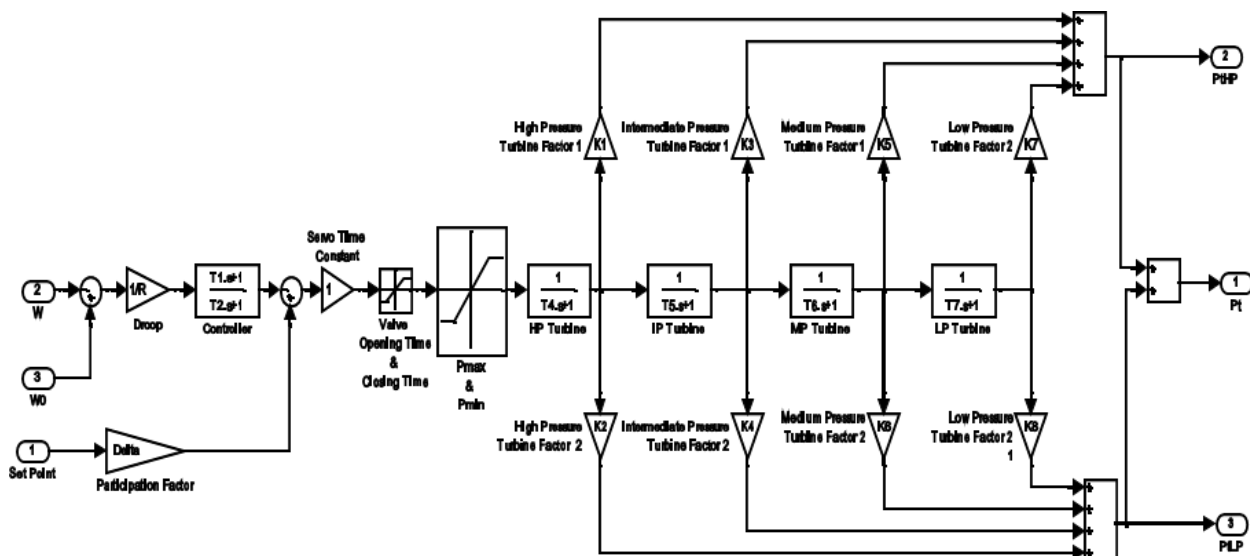 2
PtHP
High Pressure
Turbine Factor 1
K1
Intermediate Pressure
Turbine Factor 1
K3
Medium Pressure
Turbine Factor 1
K5
Low Pressure
Turbine Factor 2
K7
Servo Time
Constant
2
W
1/R
Droop
T1.s+1
T2.s+1
Controller
1
Valve
Opening Time
&
Closing Time
Pmax
&
Pmin
1
T4.s+1
HP Turbine
1
T5.s+1
IP Turbine
1
T6.s+1
MP Turbine
1
T7.s+1
LP Turbine
1
Pt
3
W0
1
Set Point
Delta
Participation Factor
High Pressure
Turbine Factor 2
K2
Intermediate Pressure
Turbine Factor 2
K4
Medium Pressure
Turbine Factor 2
K6
Low Pressure
Turbine Factor 2
1
K8
3
PtLP